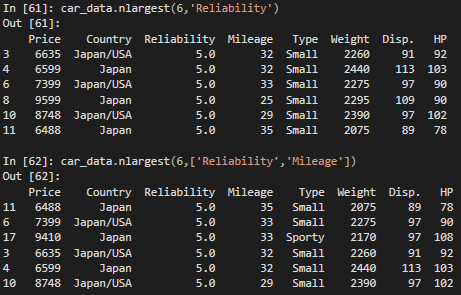 In [61]: car_data.nlargest(6,'Reliability')
Out [61]:
Price Country Reliability Mileage Type Weight Disp. HP
3 6635 Japan/USA 5.0 32 Small 2260 91 92
4 6599 Japan 5.0 32 Small 2440 113 103
6 7399 Japan/USA 5.0 33 Small 2275 97 90
8 9599 Japan 5.0 25 Small 2295 109 90
10 8748 Japan/USA 5.0 29 Small 2390 97 102
11 6488 Japan 5.0 35 Small 2075 89 78
In [62]: car_data.nlargest(6,['Reliability','Mileage'])
Out [62]:
Price Country Reliability Mileage Type Weight Disp. HP
11 6488 Japan 5.0 35 Small 2075 89 78
6 7399 Japan/USA 5.0 33 Small 2275 97 90
17 9410 Japan 5.0 33 Sporty 2170 97 108
3 6635 Japan/USA 5.0 32 Small 2260 91 92
4 6599 Japan 5.0 32 Small 2440 113 103
10 8748 Japan/USA 5.0 29 Small 2390 97 102